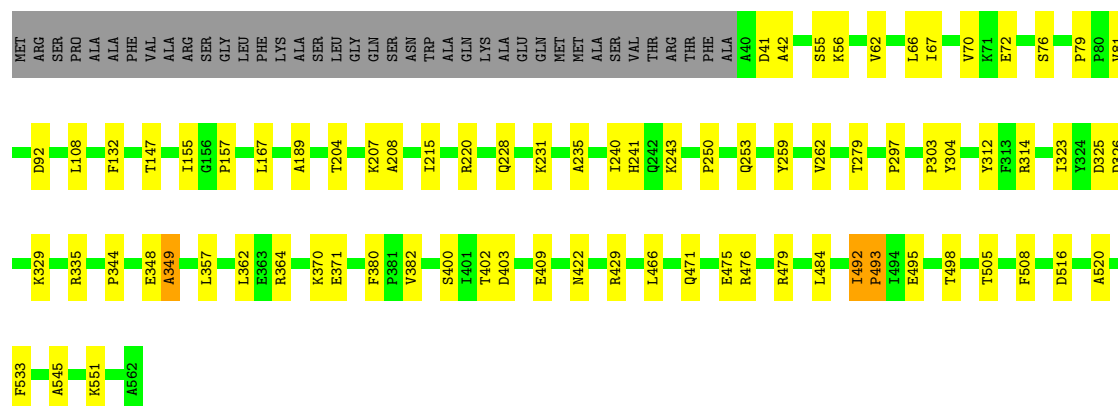 MET ARG SER PRO ALA ALA PHE VAL ALA ARG SER GLY LEU PHE LYS ALA SER LEU GLY GLN SER ASN TRP ALA GLN LYS ALA GLU GLN MET MET ALA SER VAL THR ARG THR PHE ALA A40 D41 A42 S55 K56 V62 L66 I67 V70 K71 E72 S76 P79 P80 V81
D92 L108 F132 T147 I155 G156 P157 L167 A189 T204 K207 A208 I215 R220 Q228 K231 A235 I240 H241 Q242 K243 P250 Q253 Y259 V262 T279 P297 P303 Y304 Y312 F313 R314 I323 Y324 D325
K329 R335 P344 E348 A349 L357 L362 E363 R364 K370 E371 F380 P381 V382 S400 I401 T402 D403 E409 N422 R429 L466 Q471 E475 R476 R479 L484 I492 P493 I494 E495 T498 T505 F508 D516 A520
F533 A545 K551 A562